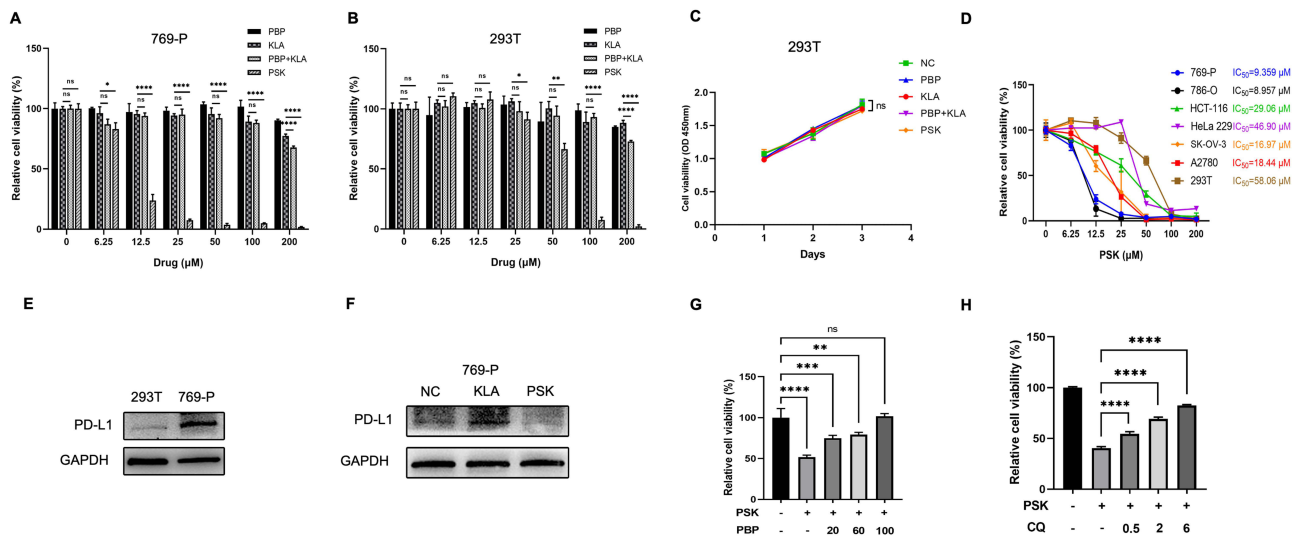 A
769-P
PBP
KLA
PBP+KLA
PSK
Relative cell viability (%)
150
100
50
0
ns
ns
ns
*
ns
ns
****
ns
ns
****
ns
ns
****
ns
ns
****
ns
****
****
****
0 6.25 12.5 25 50 100 200
Drug (μM)
B
293T
PBP
KLA
PBP+KLA
PSK
Relative cell viability (%)
150
100
50
0
ns
ns
ns
ns
ns
ns
*
ns
**
ns
****
ns
****
****
0 6.25 12.5 25 50 100 200
Drug (μM)
C
293T
NC
PBP
KLA
PBP+KLA
PSK
Cell viability (OD 450nm)
2.0
1.5
1.0
0.5
0.0
ns
0 1 2 3 4
Days
D
769-P IC50=9.359 μM
786-O IC50=8.957 μM
HCT-116 IC50=29.06 μM
HeLa 229 IC50=46.90 μM
SK-OV-3 IC50=16.97 μM
A2780 IC50=18.44 μM
293T IC50=58.06 μM
Relative cell viability (%)
150
100
50
0
0 6.25 12.5 25 50 100 200
PSK (μM)
E
293T 769-P
PD-L1
GAPDH
F
769-P
NC KLA PSK
PD-L1
GAPDH
G
ns
**
***
****
Relative cell viability (%)
150
100
50
0
PSK - + + + +
PBP - - 20 60 100
H
****
****
****
Relative cell viability (%)
150
100
50
0
PSK - + + + +
CQ - - 0.5 2 6